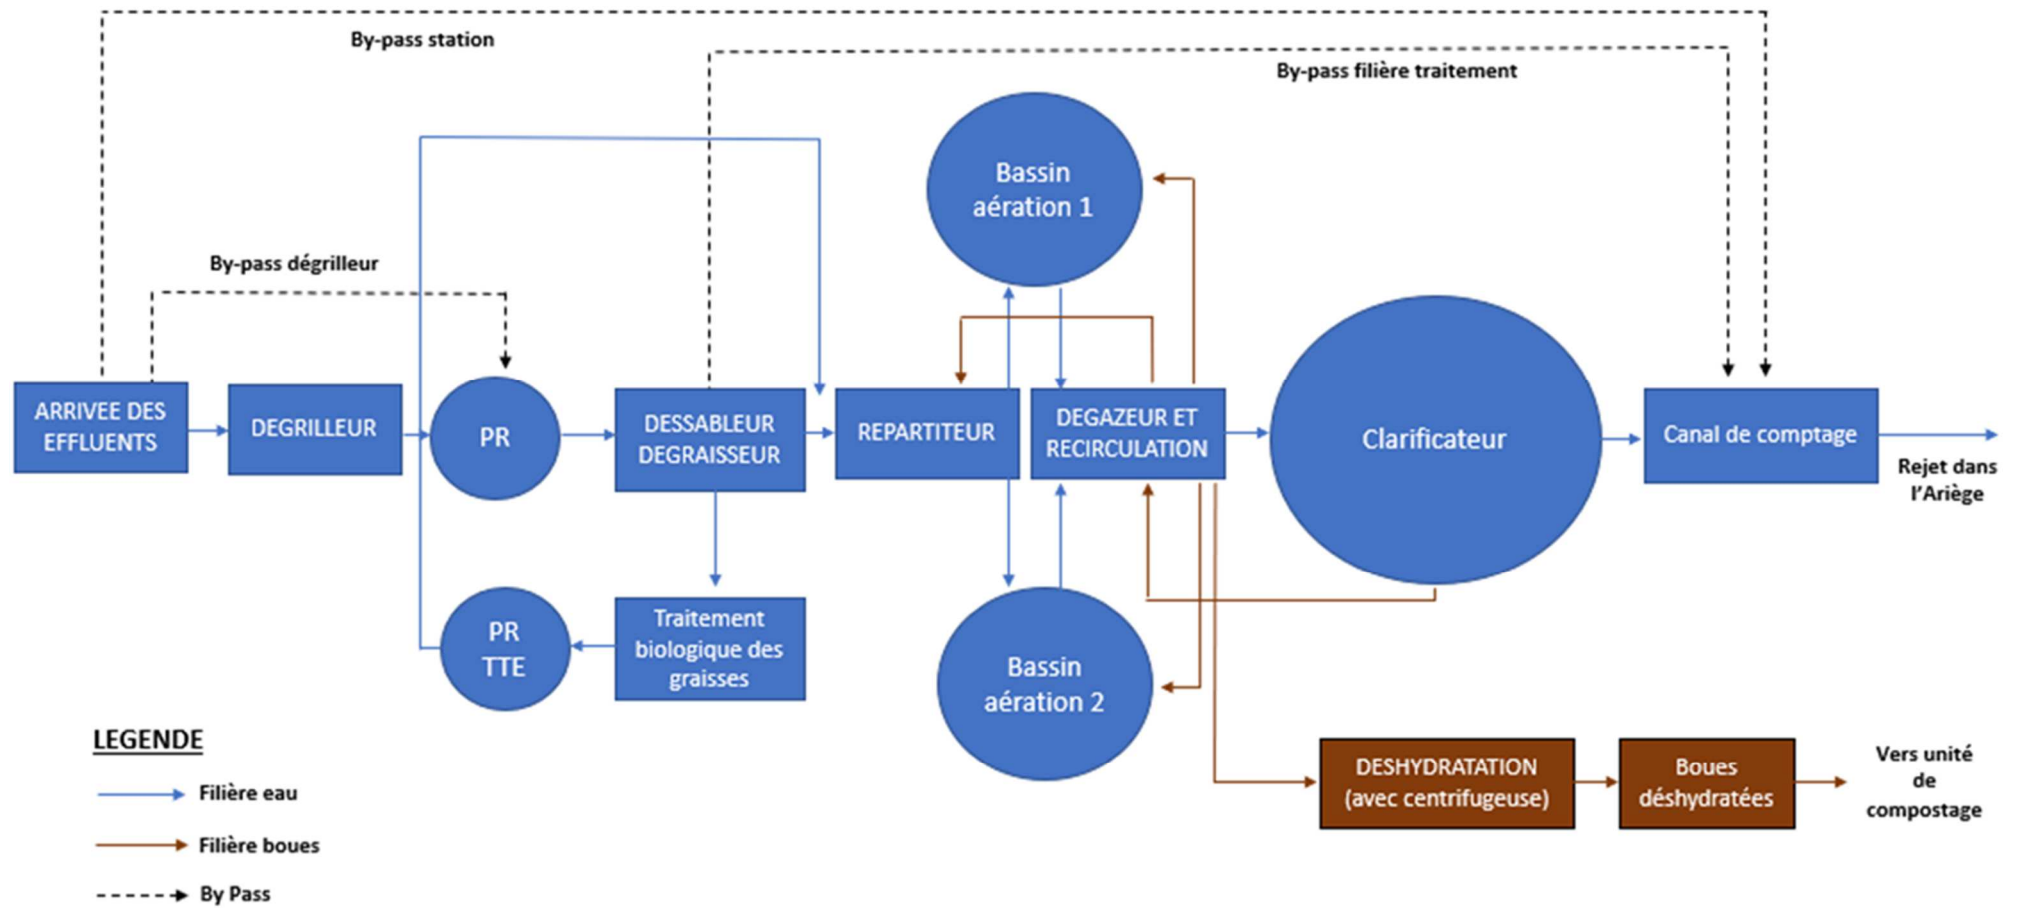 By-pass station
By-pass filière traitement
Bassin
aération 1
By-pass dégrilleur
ARRIVEE DES
EFFLUENTS
DEGRILLEUR
PR
DESSABLEUR
DEGRAISSEUR
REPARTITEUR
DEGAZEUR ET
RECIRCULATION
Clarificateur
Canal de comptage
Rejet dans
l'Ariège
PR
TTE
Traitement
biologique des
graisses
Bassin
aération 2
DESHYDRATATION
(avec centrifugeuse)
Boues
déshydratées
Vers unité
de
compostage
LEGENDE
Filière eau
Filière boues
By Pass